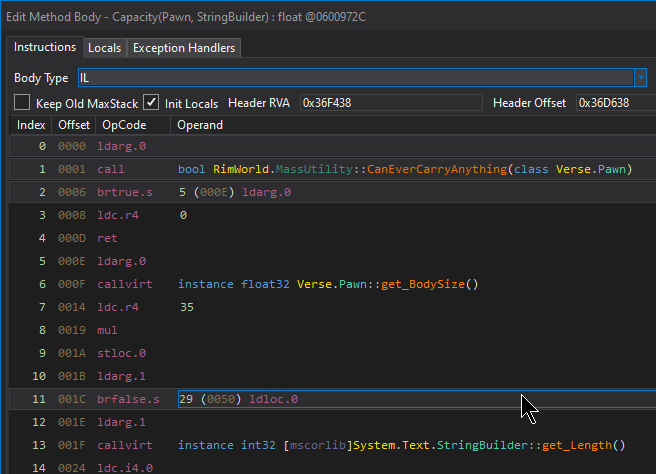 Edit Method Body - Capacity(Pawn, StringBuilder) : float @0600972C
Instructions Locals Exception Handlers
Body Type IL
Keep Old MaxStack Init Locals Header RVA 0x36F438 Header Offset 0x36D638
Index Offset OpCode Operand
0 0000 ldarg.0
1 0001 call bool RimWorld.MassUtility::CanEverCarryAnything(class Verse.Pawn)
2 0006 brtrue.s 5 (000E) ldarg.0
3 0008 ldc.r4 0
4 000D ret
5 000E ldarg.0
6 000F callvirt instance float32 Verse.Pawn::get_BodySize()
7 0014 ldc.r4 35
8 0019 mul
9 001A stloc.0
10 001B ldarg.1
11 001C brfalse.s 29 (0050) ldloc.0
12 001E ldarg.1
13 001F callvirt instance int32 [mscorlib]System.Text.StringBuilder::get_Length()
14 0024 ldc.i4.0